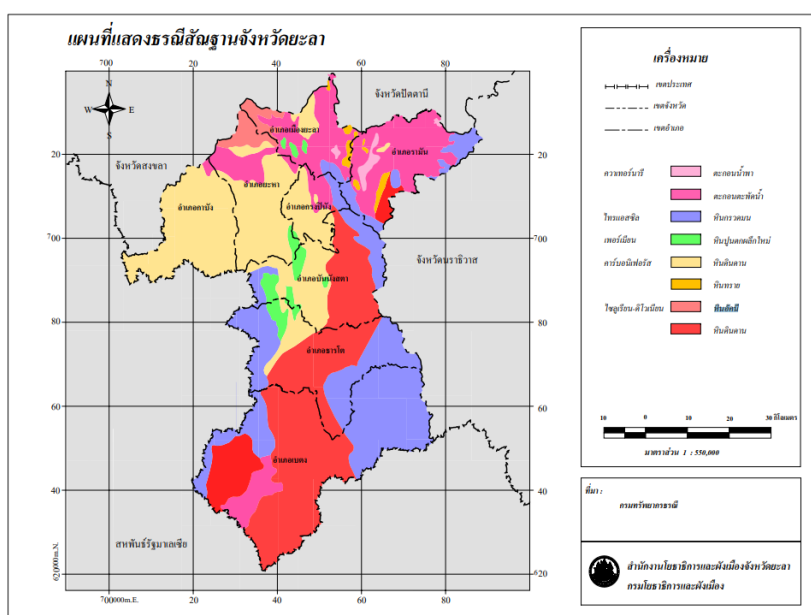 แผนที่แสดงธรณีสัณฐานจังหวัดยะลา
700 20 40 60 80
N
W E
S
จังหวัดปัตตานี
จังหวัดสงขลา
จังหวัดนราธิวาส
สหพันธ์รัฐมาเลเซีย
อำเภอเมืองยะลา
อำเภอรามัน
อำเภอยะหา
อำเภอกาบัง
อำเภอกรงปินัง
อำเภอบันนังสตา
อำเภอธารโต
อำเภอเบตง
20
700
80
60
40
620000m.N.
20
700
80
60
40
620
700000m.E. 20 40 60 80
เครื่องหมาย
เขตประเทศ
เขตจังหวัด
เขตอำเภอ
ควาเทอร์นารี ตะกอนน้ำพา
ตะกอนตะพัดน้ำ
ไทรแอสซิล หินกรวดมน
เพอร์เมียน หินปูนตกผลึกใหม่
คาร์บอนิเฟอรัส หินดินดาน
หินทราย
ไซลูเรียน-ดิโวเนียน หินอัคนี
หินดินดาน
10 0 10 20 30 กิโลเมตร
มาตราส่วน 1 : 550,000
ที่มา :
กรมทรัพยากรธรณี
สำนักงานโยธาธิการและผังเมืองจังหวัดยะลา
กรมโยธาธิการและผังเมือง